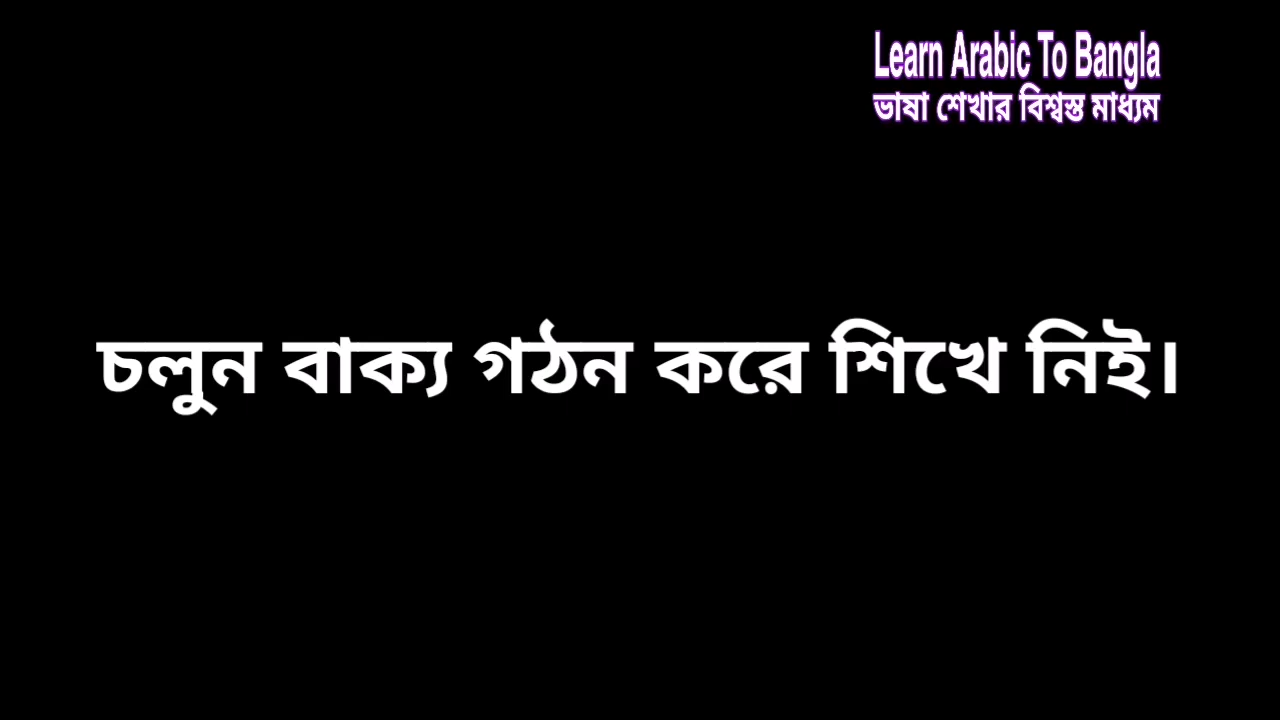 Learn Arabic To Bangla
ভাষা শেখার বিশ্বস্ত মাধ্যম
চলুন বাক্য গঠন করে শিখে নিই।